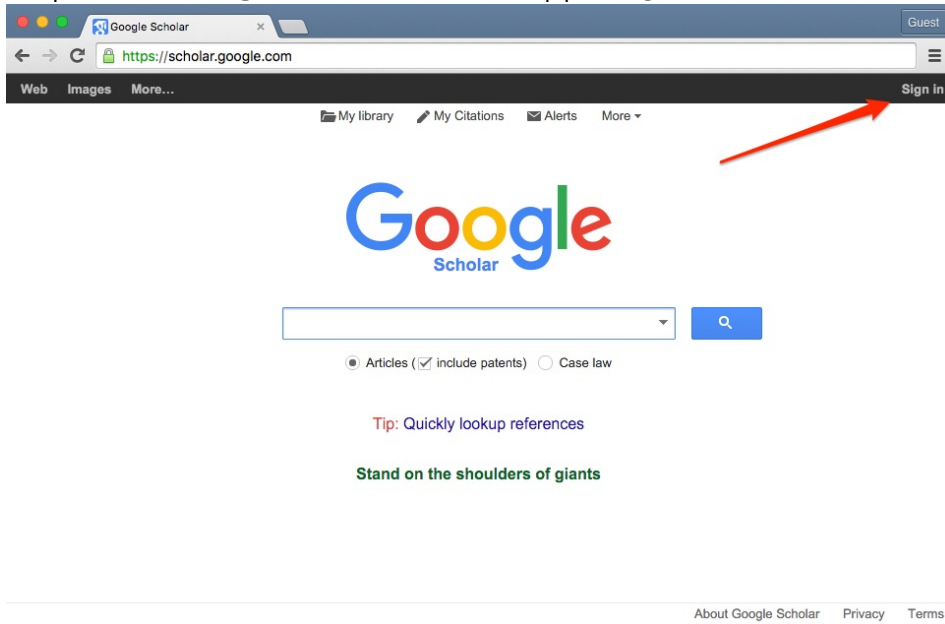 Google Scholar
Guest
https://scholar.google.com
Web Images More... Sign in
My library My Citations Alerts More
Google
Scholar
Articles ( include patents) Case law
Tip: Quickly lookup references
Stand on the shoulders of giants
About Google Scholar Privacy Terms